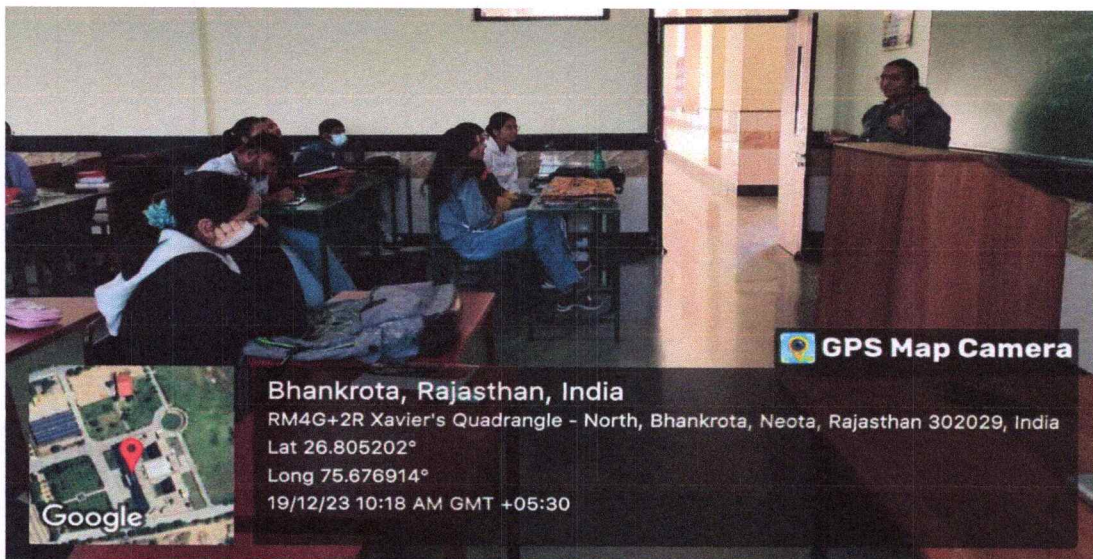 GPS Map Camera
Bhankrota, Rajasthan, India
RM4G+2R Xavier's Quadrangle - North, Bhankrota, Neota, Rajasthan 302029, India
Lat 26.805202°
Long 75.676914°
19/12/23 10:18 AM GMT +05:30
Google